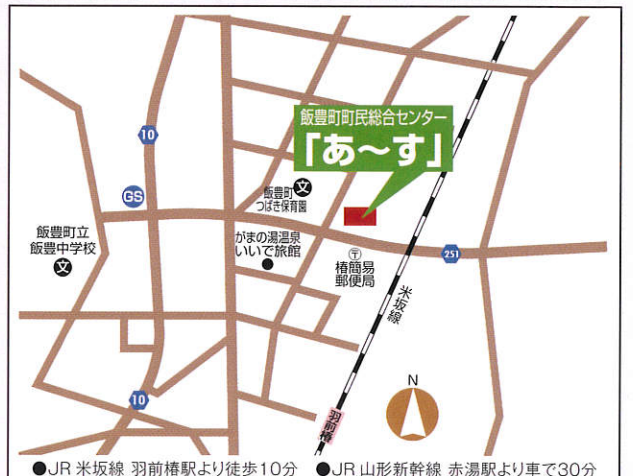 10
飯豊町町民総合センター
「あ〜す」
GS
飯豊町
つばき保育園
文
飯豊町立
飯豊中学校
文
がまの湯温泉
いいで旅館
〒
椿簡易
郵便局
251
米坂線
N
10
羽前椿
●JR 米坂線 羽前椿駅より徒歩10分 ●JR 山形新幹線 赤湯駅より車で30分